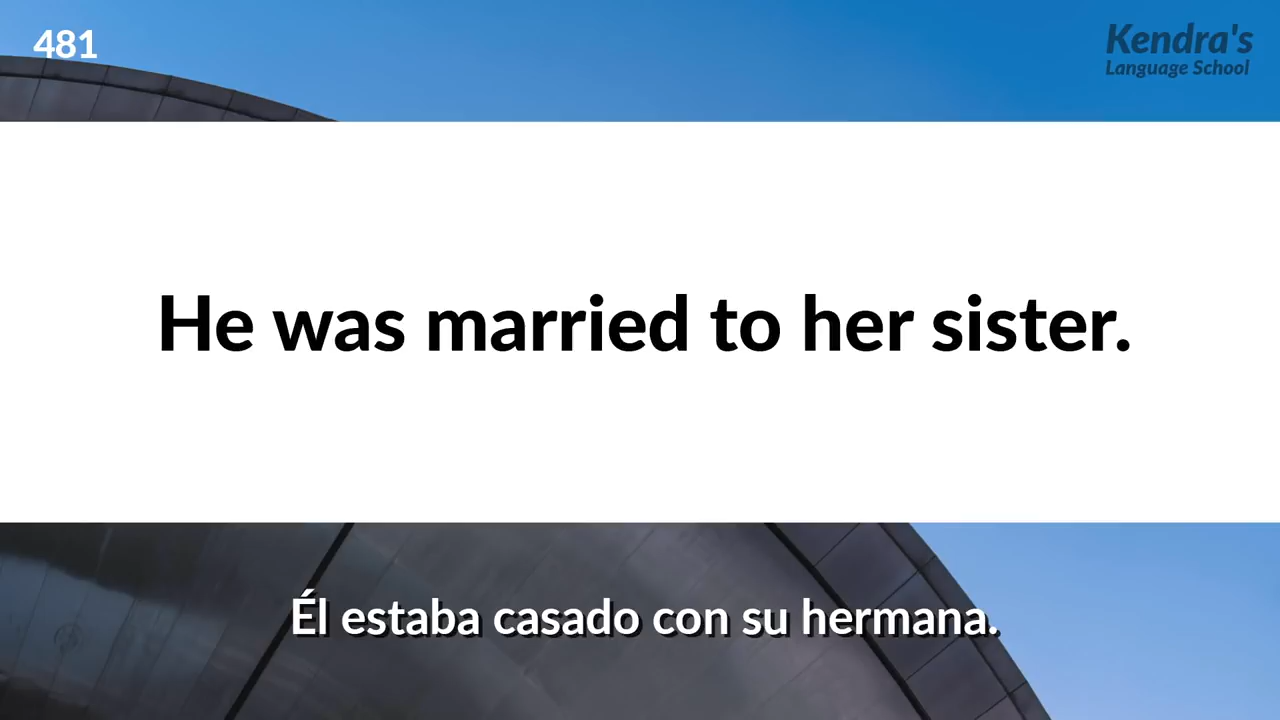 481
Kendra's
Language School
He was married to her sister.
Él estaba casado con su hermana.